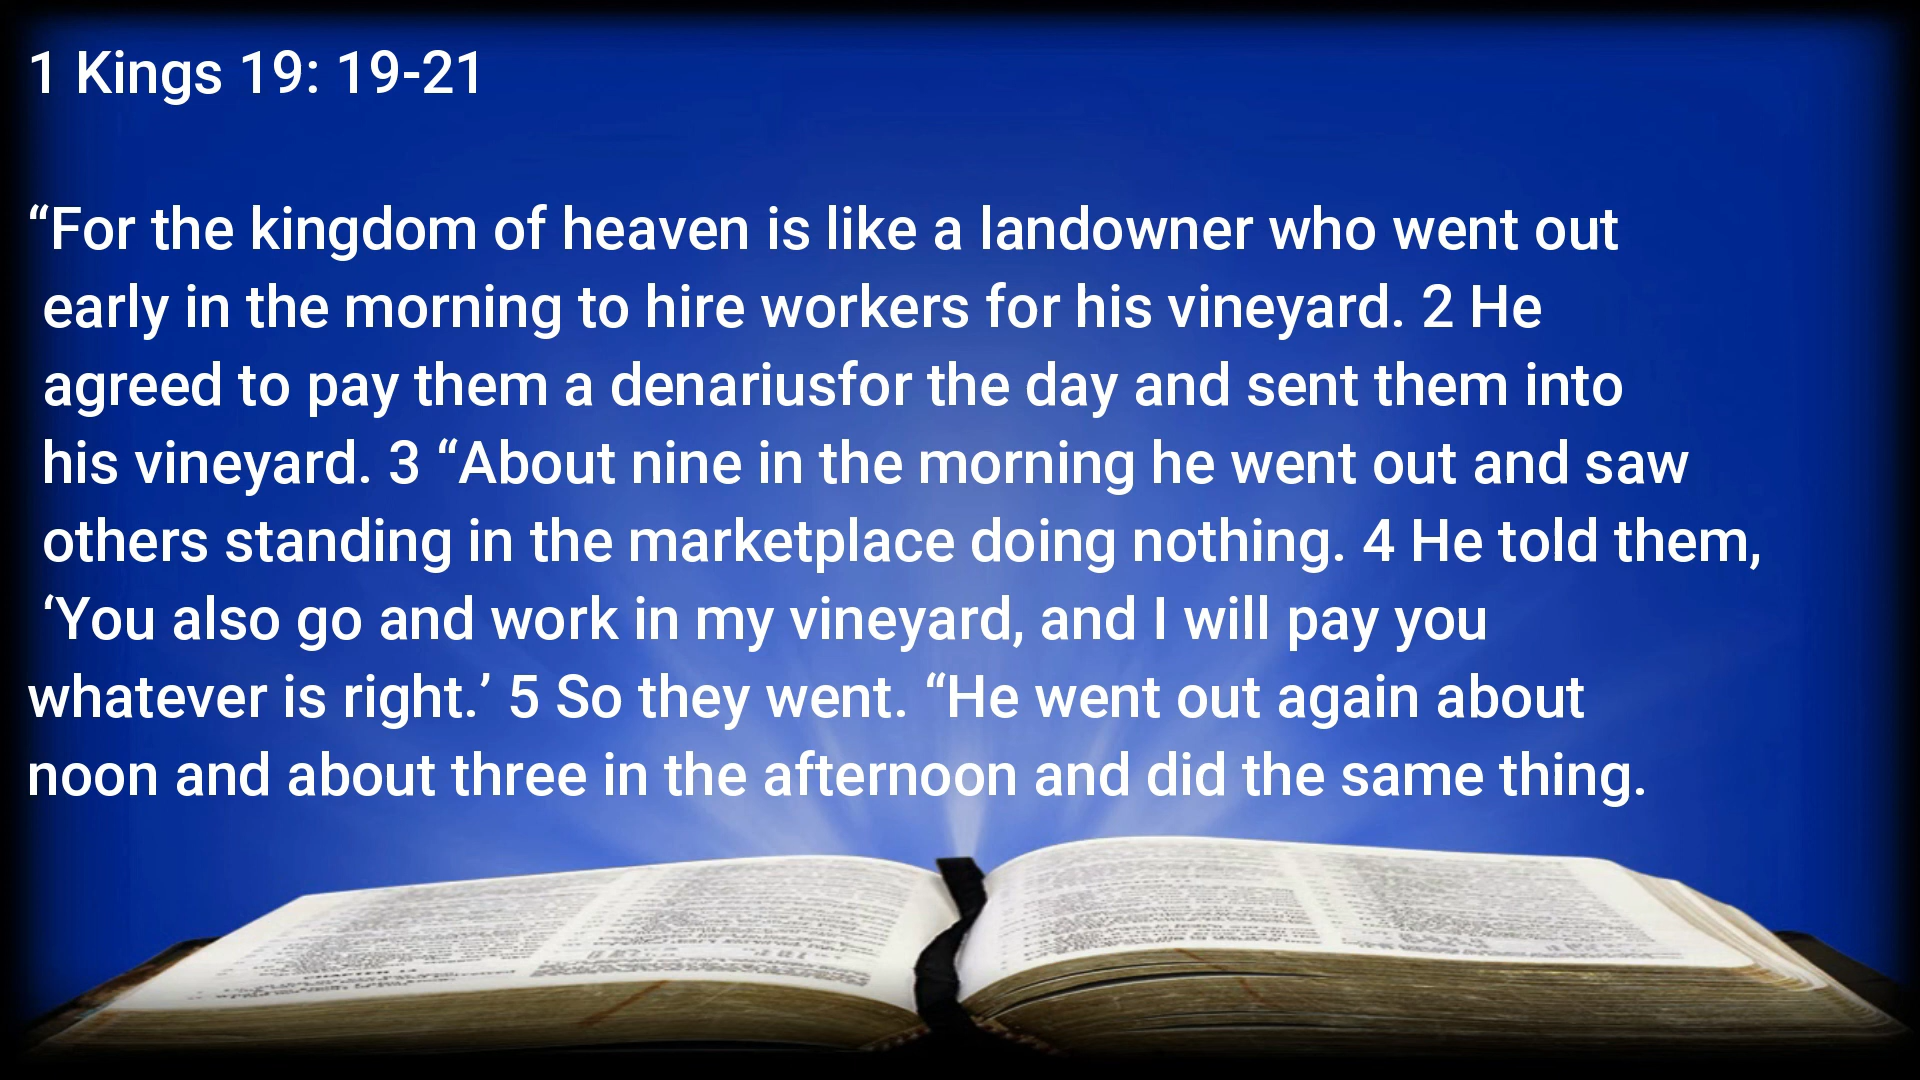 1 Kings 19: 19-21
“For the kingdom of heaven is like a landowner who went out
early in the morning to hire workers for his vineyard. 2 He
agreed to pay them a denariusfor the day and sent them into
his vineyard. 3 “About nine in the morning he went out and saw
others standing in the marketplace doing nothing. 4 He told them,
‘You also go and work in my vineyard, and I will pay you
whatever is right.’ 5 So they went. “He went out again about
noon and about three in the afternoon and did the same thing.